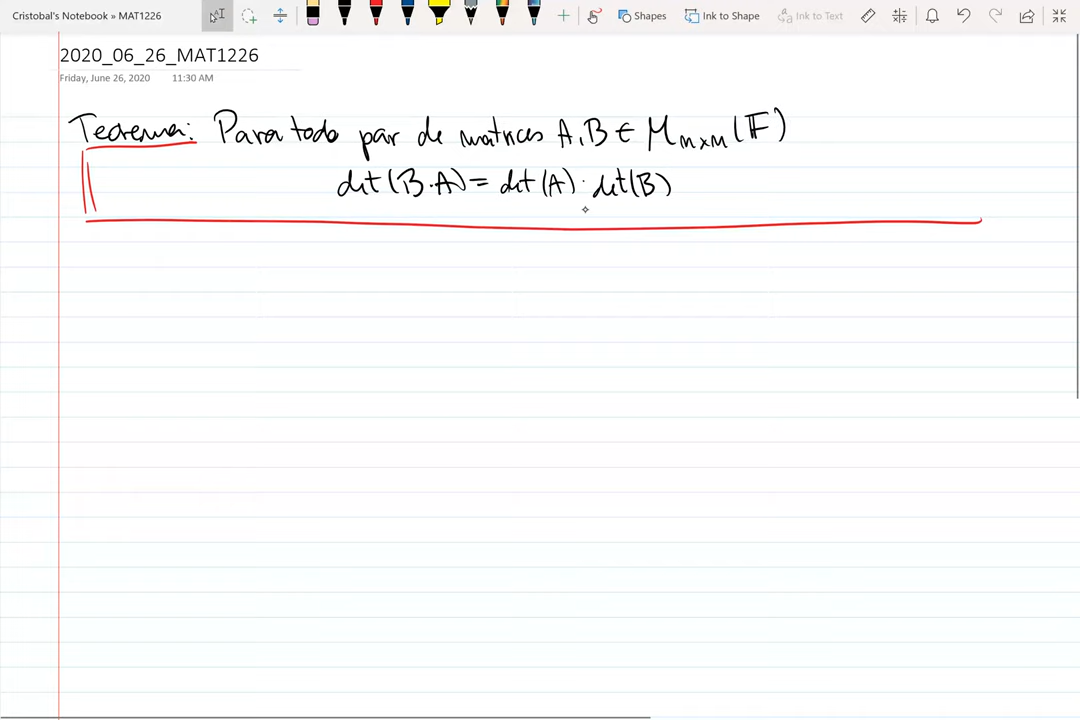 Cristobal's Notebook » MAT1226
Shapes
Ink to Shape
Ink to Text
2020_06_26_MAT1226
Friday, June 26, 2020 11:30 AM
Teorema: Para todo par de matrices A, B ∈ M_{n×n}(𝔽)
det(B·A) = det(A)·det(B)